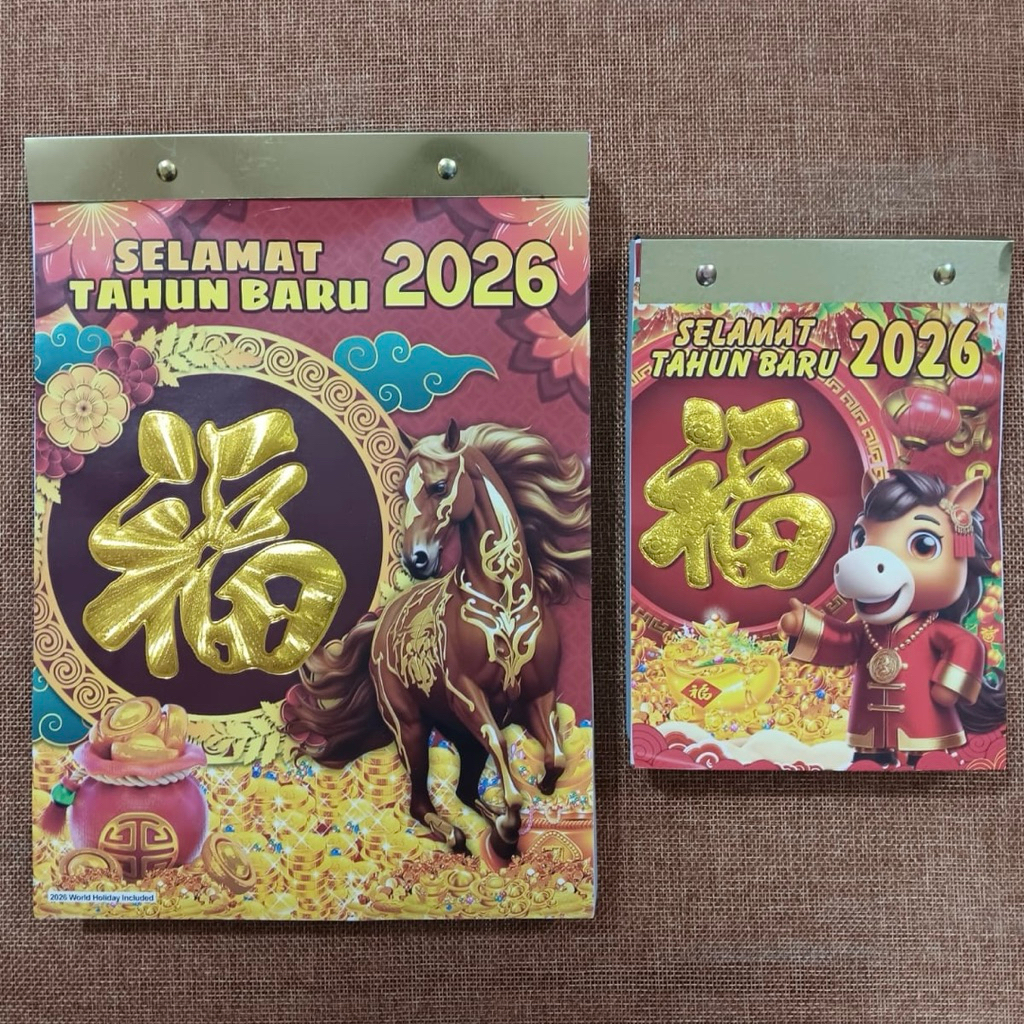 SELAMAT
TAHUN BARU 2026
福
2026 World Holiday Included
SELAMAT
TAHUN BARU 2026
福
福